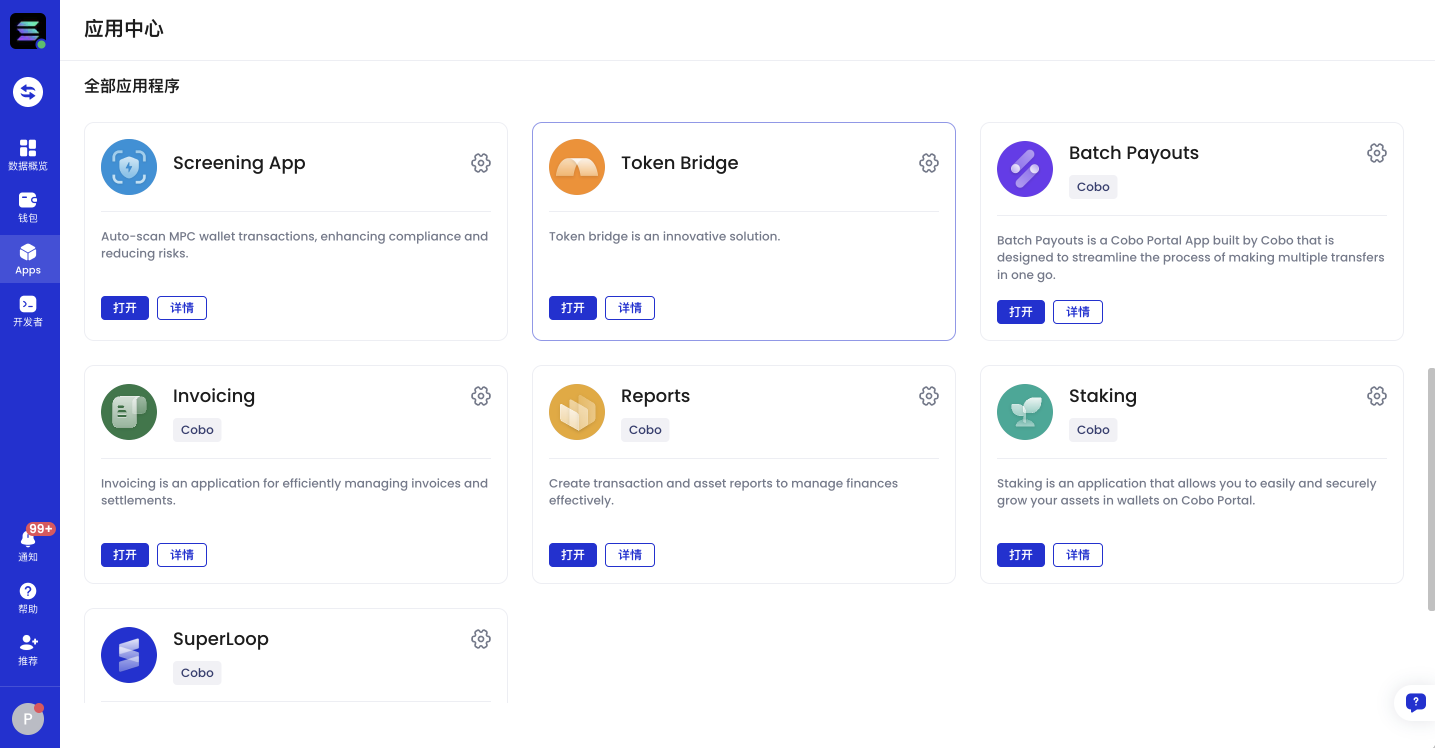 应用中心
全部应用程序
数据概览
钱包
Apps
开发者
99+
通知
帮助
推荐
P
Screening App
Auto-scan MPC wallet transactions, enhancing compliance and
reducing risks.
打开 详情
Token Bridge
Token bridge is an innovative solution.
打开 详情
Batch Payouts
Cobo
Batch Payouts is a Cobo Portal App built by Cobo that is
designed to streamline the process of making multiple transfers
in one go.
打开 详情
Invoicing
Cobo
Invoicing is an application for efficiently managing invoices and
settlements.
打开 详情
Reports
Cobo
Create transaction and asset reports to manage finances
effectively.
打开 详情
Staking
Cobo
Staking is an application that allows you to easily and securely
grow your assets in wallets on Cobo Portal.
打开 详情
SuperLoop
Cobo